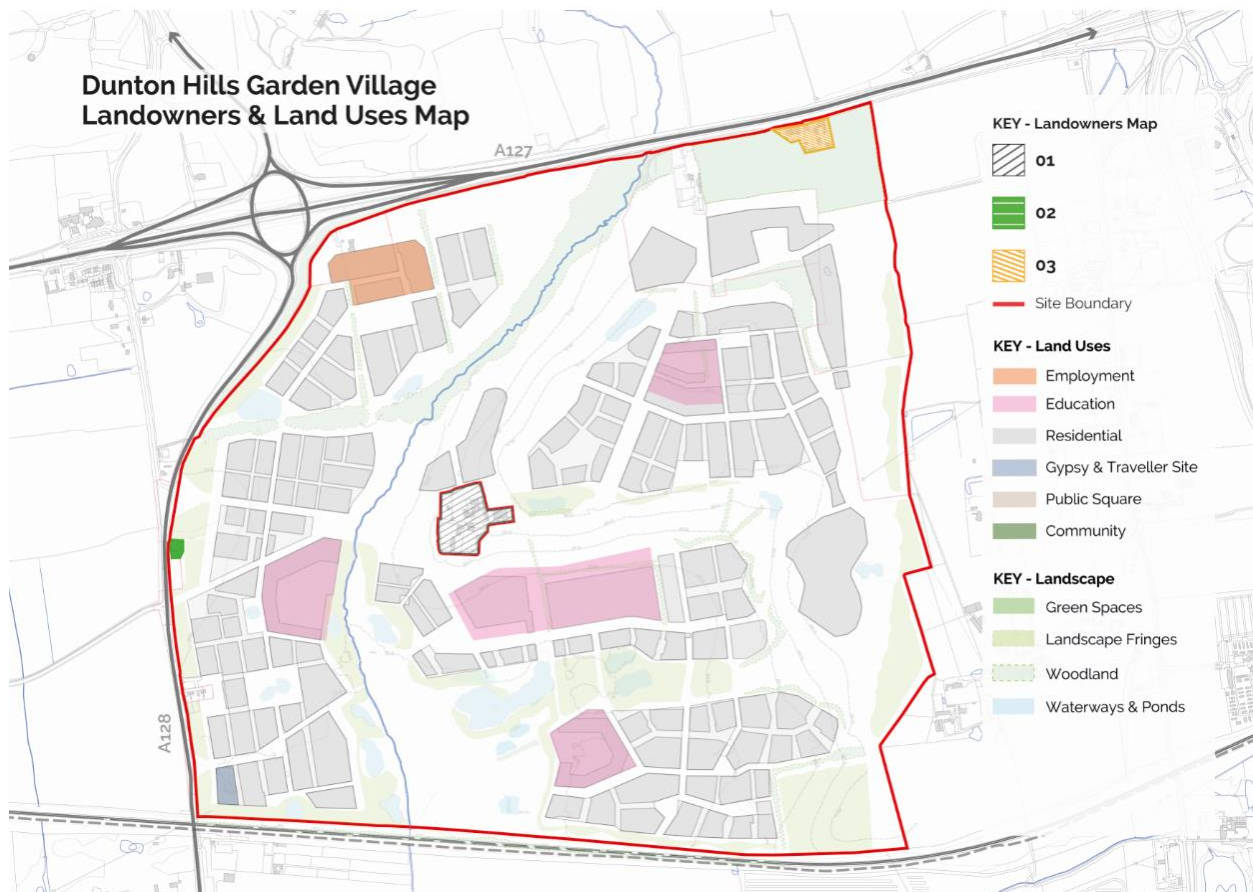 Dunton Hills Garden Village
Landowners & Land Uses Map
A127
A128
KEY - Landowners Map
01
02
03
Site Boundary
KEY - Land Uses
Employment
Education
Residential
Gypsy & Traveller Site
Public Square
Community
KEY - Landscape
Green Spaces
Landscape Fringes
Woodland
Waterways & Ponds